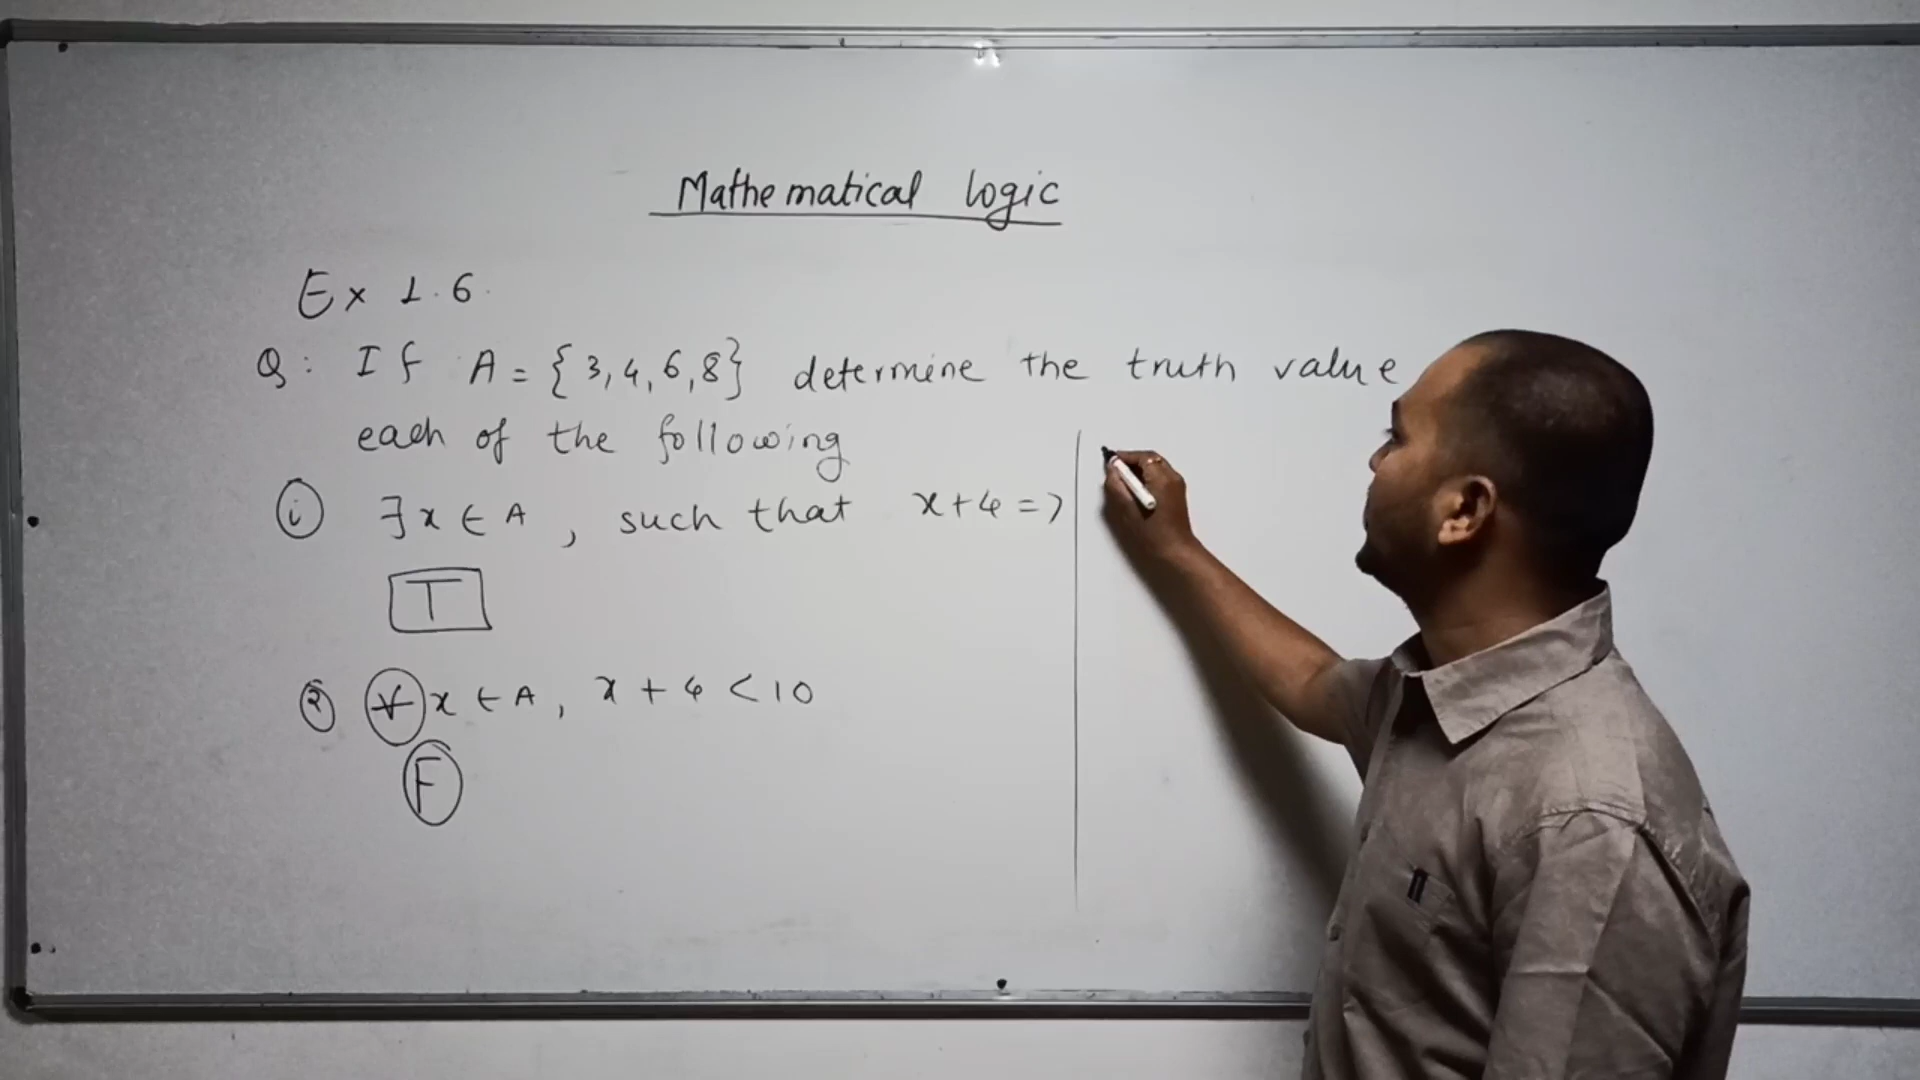 Mathematical logic
Ex 1.6.
Q: If A = {3,4,6,8} determine the truth value
each of the following
(i) ∃x ∈ A, such that x+4 = 7
T
(2) ∀x ∈ A, x + 4 < 10
F